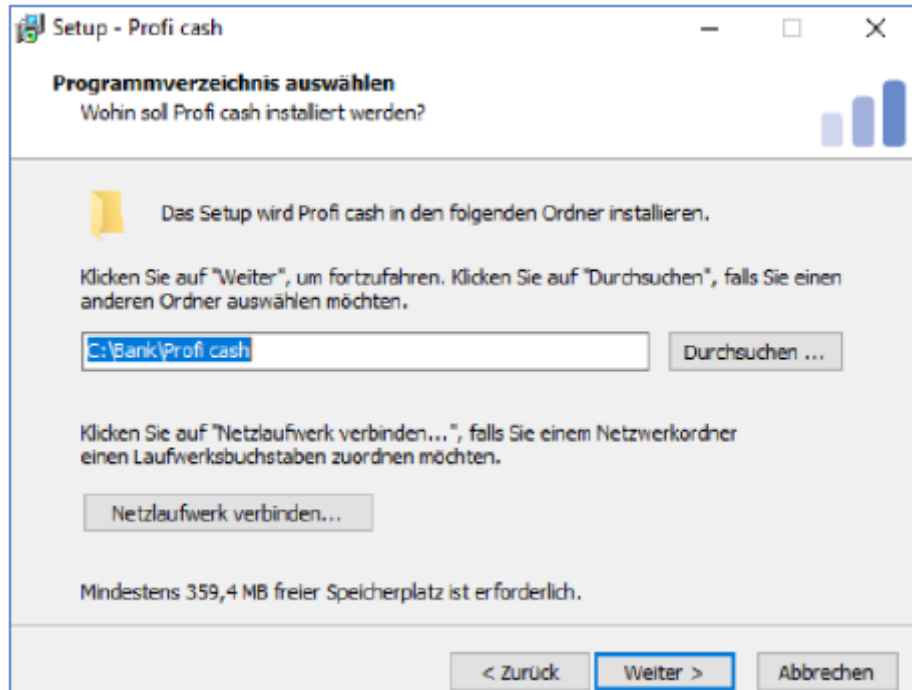 Setup - Profi cash
Programmverzeichnis auswählen
Wohin soll Profi cash installiert werden?
Das Setup wird Profi cash in den folgenden Ordner installieren.
Klicken Sie auf "Weiter", um fortzufahren. Klicken Sie auf "Durchsuchen", falls Sie einen
anderen Ordner auswählen möchten.
C:\Bank\Profi cash
Durchsuchen ...
Klicken Sie auf "Netzlaufwerk verbinden...", falls Sie einem Netzwerkordner
einen Laufwerksbuchstaben zuordnen möchten.
Netzlaufwerk verbinden...
Mindestens 359,4 MB freier Speicherplatz ist erforderlich.
< Zurück
Weiter >
Abbrechen